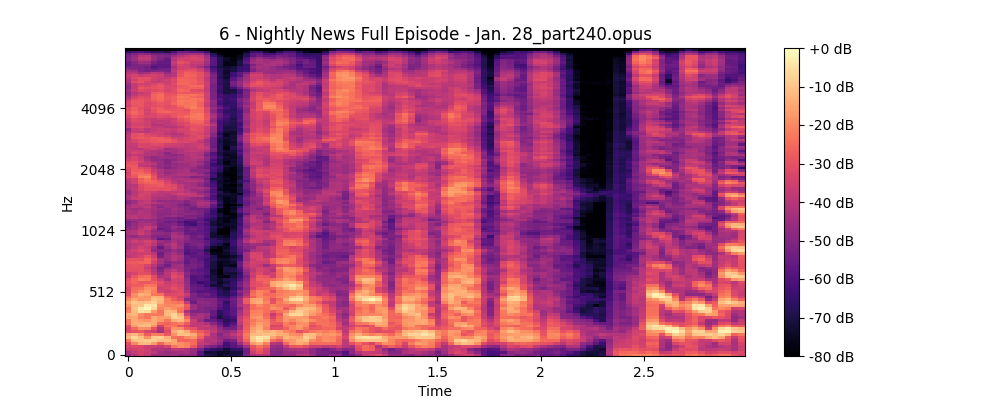 6 - Nightly News Full Episode - Jan. 28_part240.opus
+0 dB
-10 dB
-20 dB
-30 dB
-40 dB
-50 dB
-60 dB
-70 dB
-80 dB
4096
2048
1024
512
0
Hz
0
0.5
1
1.5
2
2.5
Time